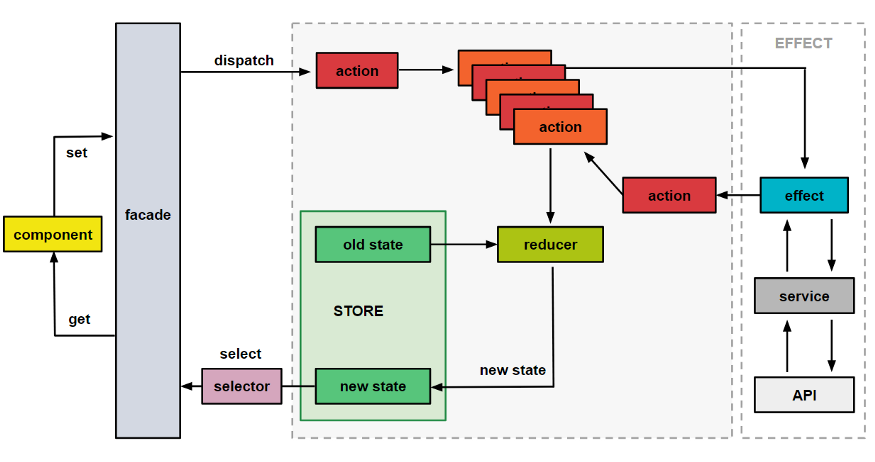 EFFECT
dispatch
action
action
set
action
effect
facade
component
old state
reducer
service
STORE
get
select
new state
selector
new state
API